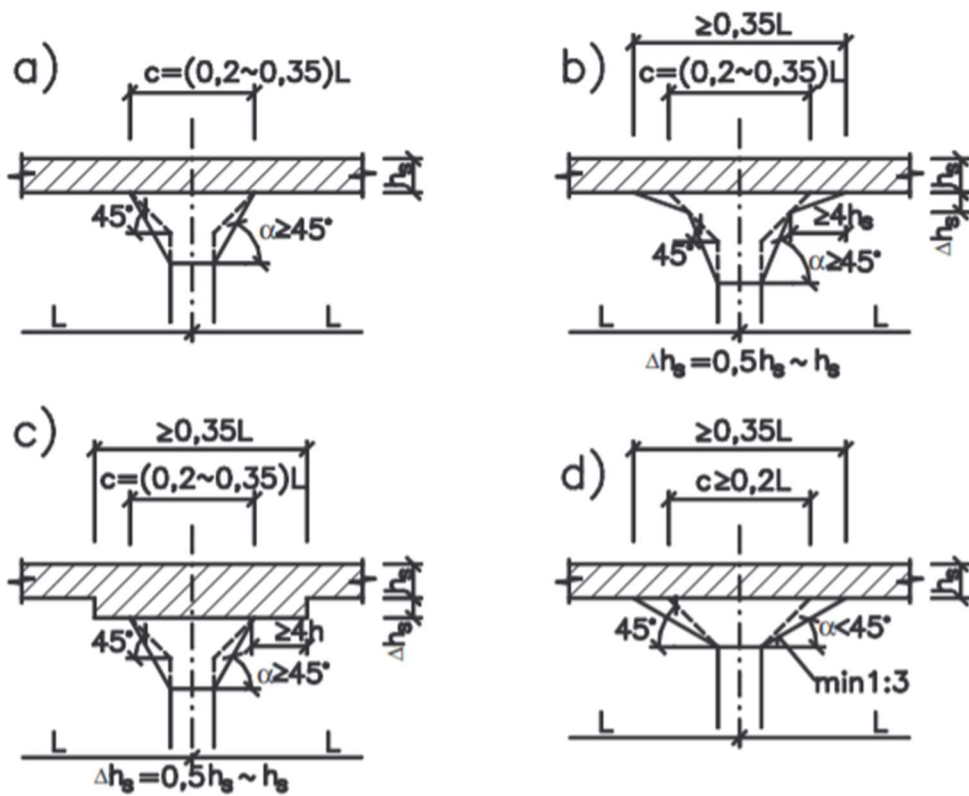 a)
c=(0,2~0,35)L
hₛ
45°
α≥45°
L
L
b)
≥0,35L
c=(0,2~0,35)L
hₛ
Δhₛ
≥4hₛ
45°
α≥45°
L
L
Δhₛ=0,5hₛ~hₛ
c)
≥0,35L
c=(0,2~0,35)L
hₛ
Δhₛ
45°
≥4h
α≥45°
L
L
Δhₛ=0,5hₛ~hₛ
d)
≥0,35L
c≥0,2L
hₛ
45°
α<45°
min1:3
L
L